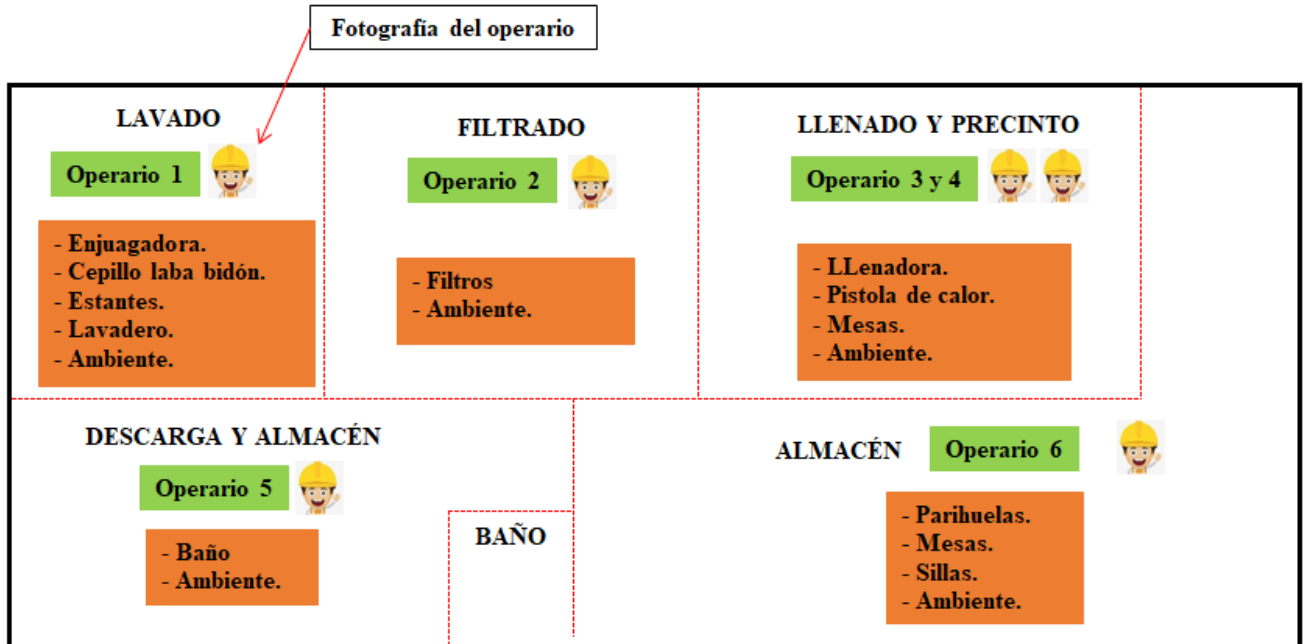 Fotografía del operario
LAVADO
Operario 1
- Enjuagadora.
- Cepillo laba bidón.
- Estantes.
- Lavadero.
- Ambiente.
FILTRADO
Operario 2
- Filtros
- Ambiente.
LLENADO Y PRECINTO
Operario 3 y 4
- LLenadora.
- Pistola de calor.
- Mesas.
- Ambiente.
DESCARGA Y ALMACÉN
Operario 5
- Baño
- Ambiente.
BAÑO
ALMACÉN
Operario 6
- Parihuelas.
- Mesas.
- Sillas.
- Ambiente.